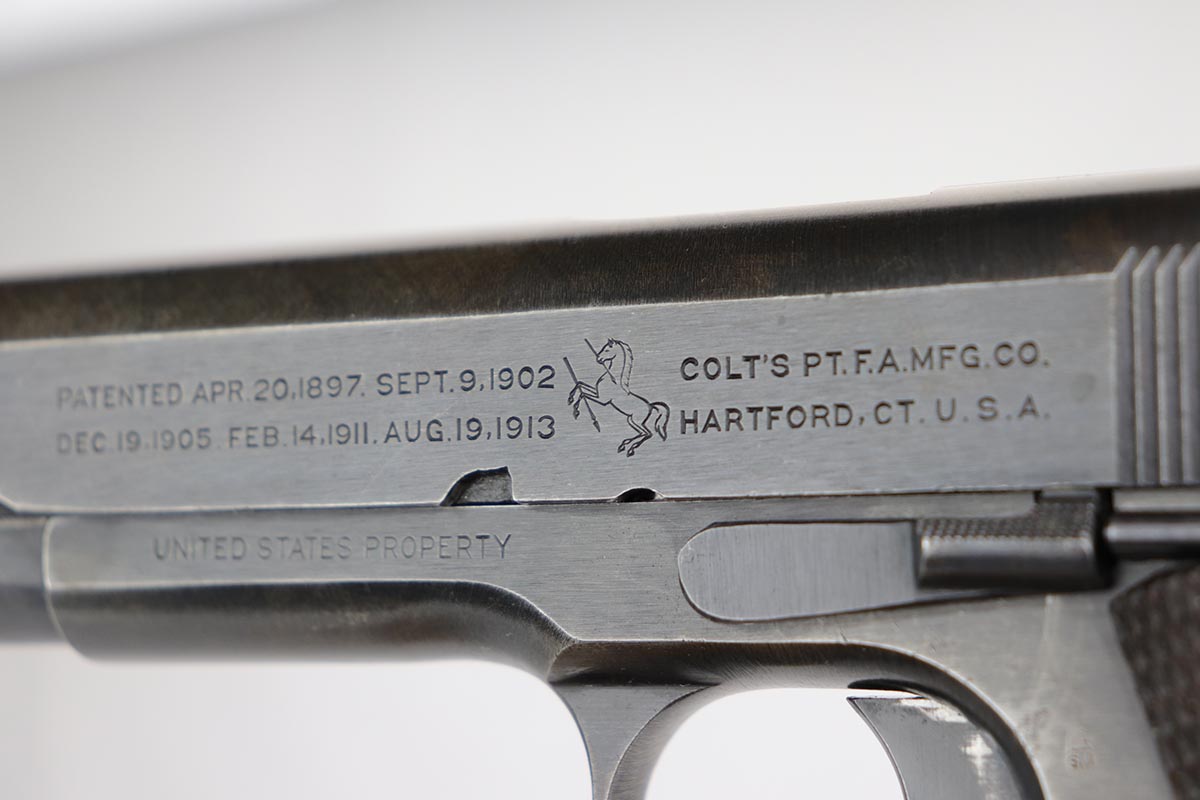 PATENTED APR.20,1897. SEPT.9,1902
DEC.19,1905. FEB.14,1911. AUG.19,1913
COLT'S PT.F.A.MFG.CO.
HARTFORD, CT. U.S.A.
UNITED STATES PROPERTY